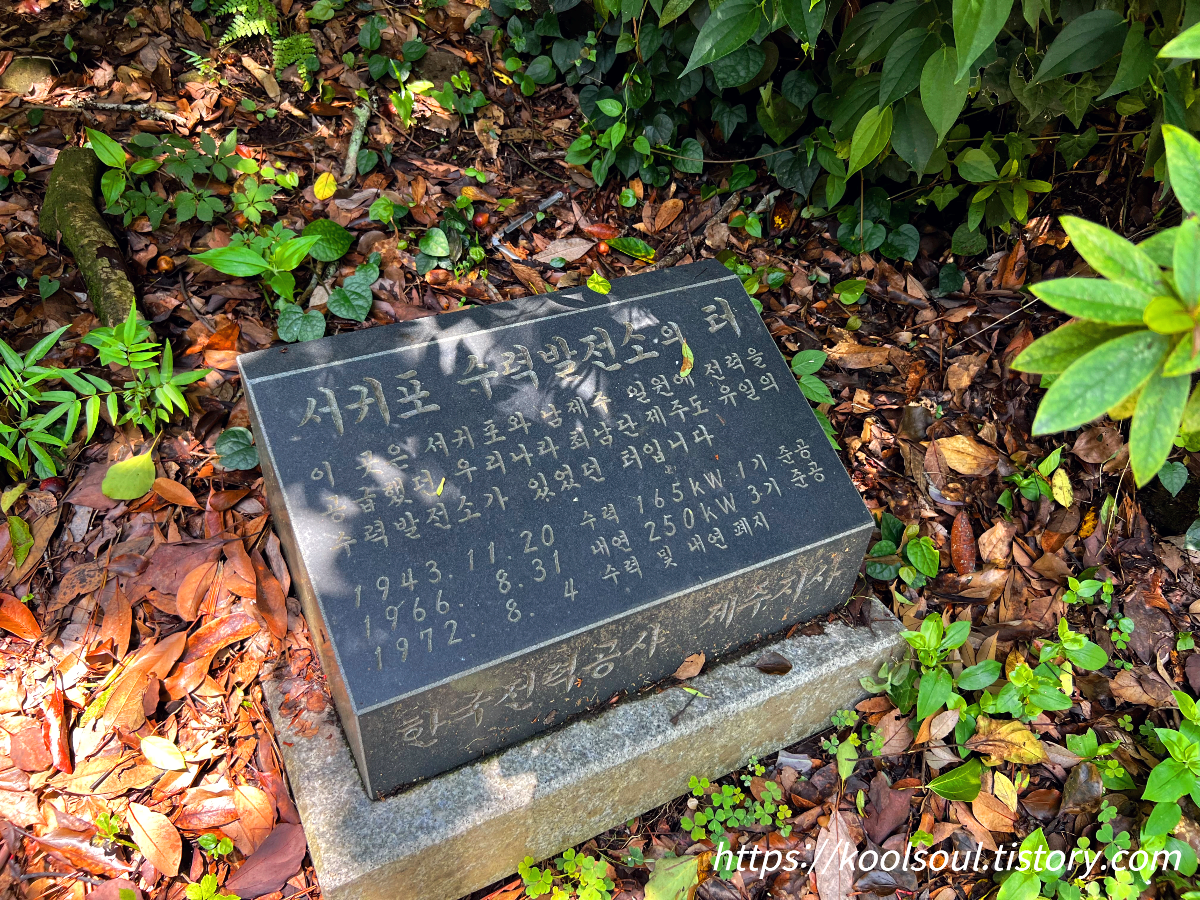 서귀포 수력발전소의 터
이 곳은 서귀포와 남제주 일원에 전력을
공급했던 우리나라 최남단 제주도 유일의
수력발전소가 있었던 터입니다
1943. 11. 20 수력 165kW 1기 준공
1966. 8. 31 내연 250kW 3기 준공
1972. 8. 4 수력 및 내연 폐지
한국전력공사 제주지사
https://koolsoul.tistory.com/